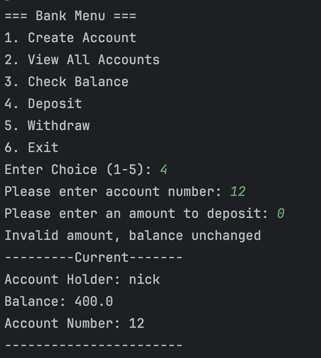 === Bank Menu ===
1. Create Account
2. View All Accounts
3. Check Balance
4. Deposit
5. Withdraw
6. Exit
Enter Choice (1-5): 4
Please enter account number: 12
Please enter an amount to deposit: 0
Invalid amount, balance unchanged
---------Current-------
Account Holder: nick
Balance: 400.0
Account Number: 12
-----------------------